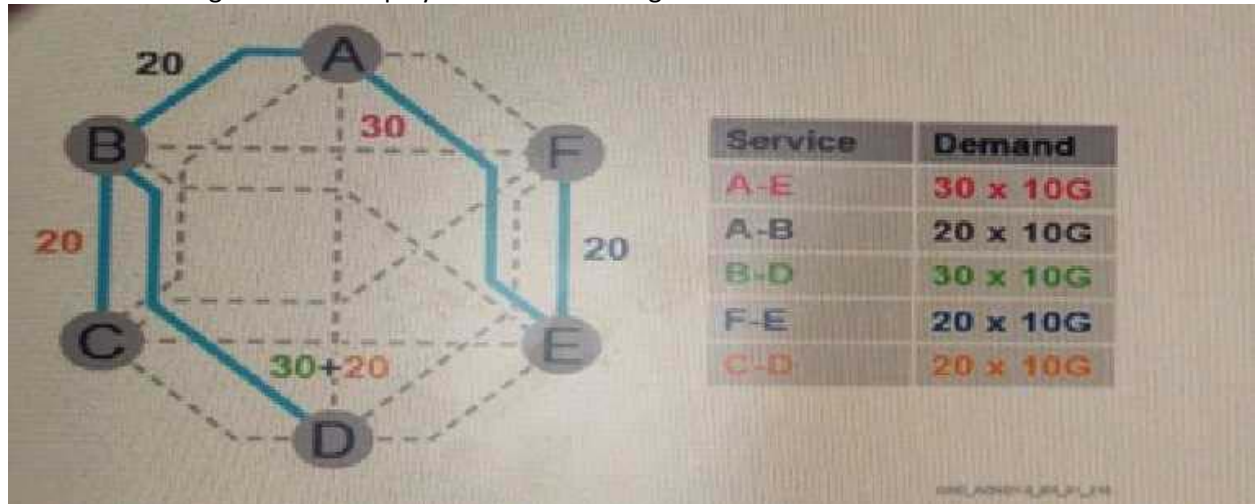 A
20
30
B
F
20
20
C
E
30+20
D
Service Demand
A-E 30 x 10G
A-B 20 x 10G
B-D 30 x 10G
F-E 20 x 10G
C-D 20 x 10G